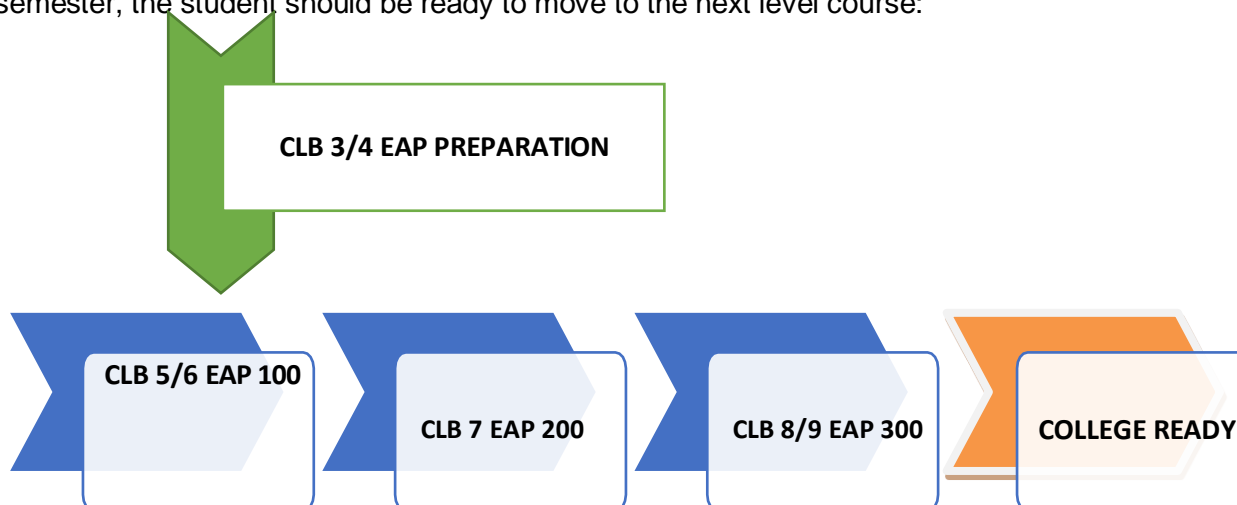 semester, the student should be ready to move to the next level course:
CLB 3/4 EAP PREPARATION
CLB 5/6 EAP 100
CLB 7 EAP 200
CLB 8/9 EAP 300
COLLEGE READY